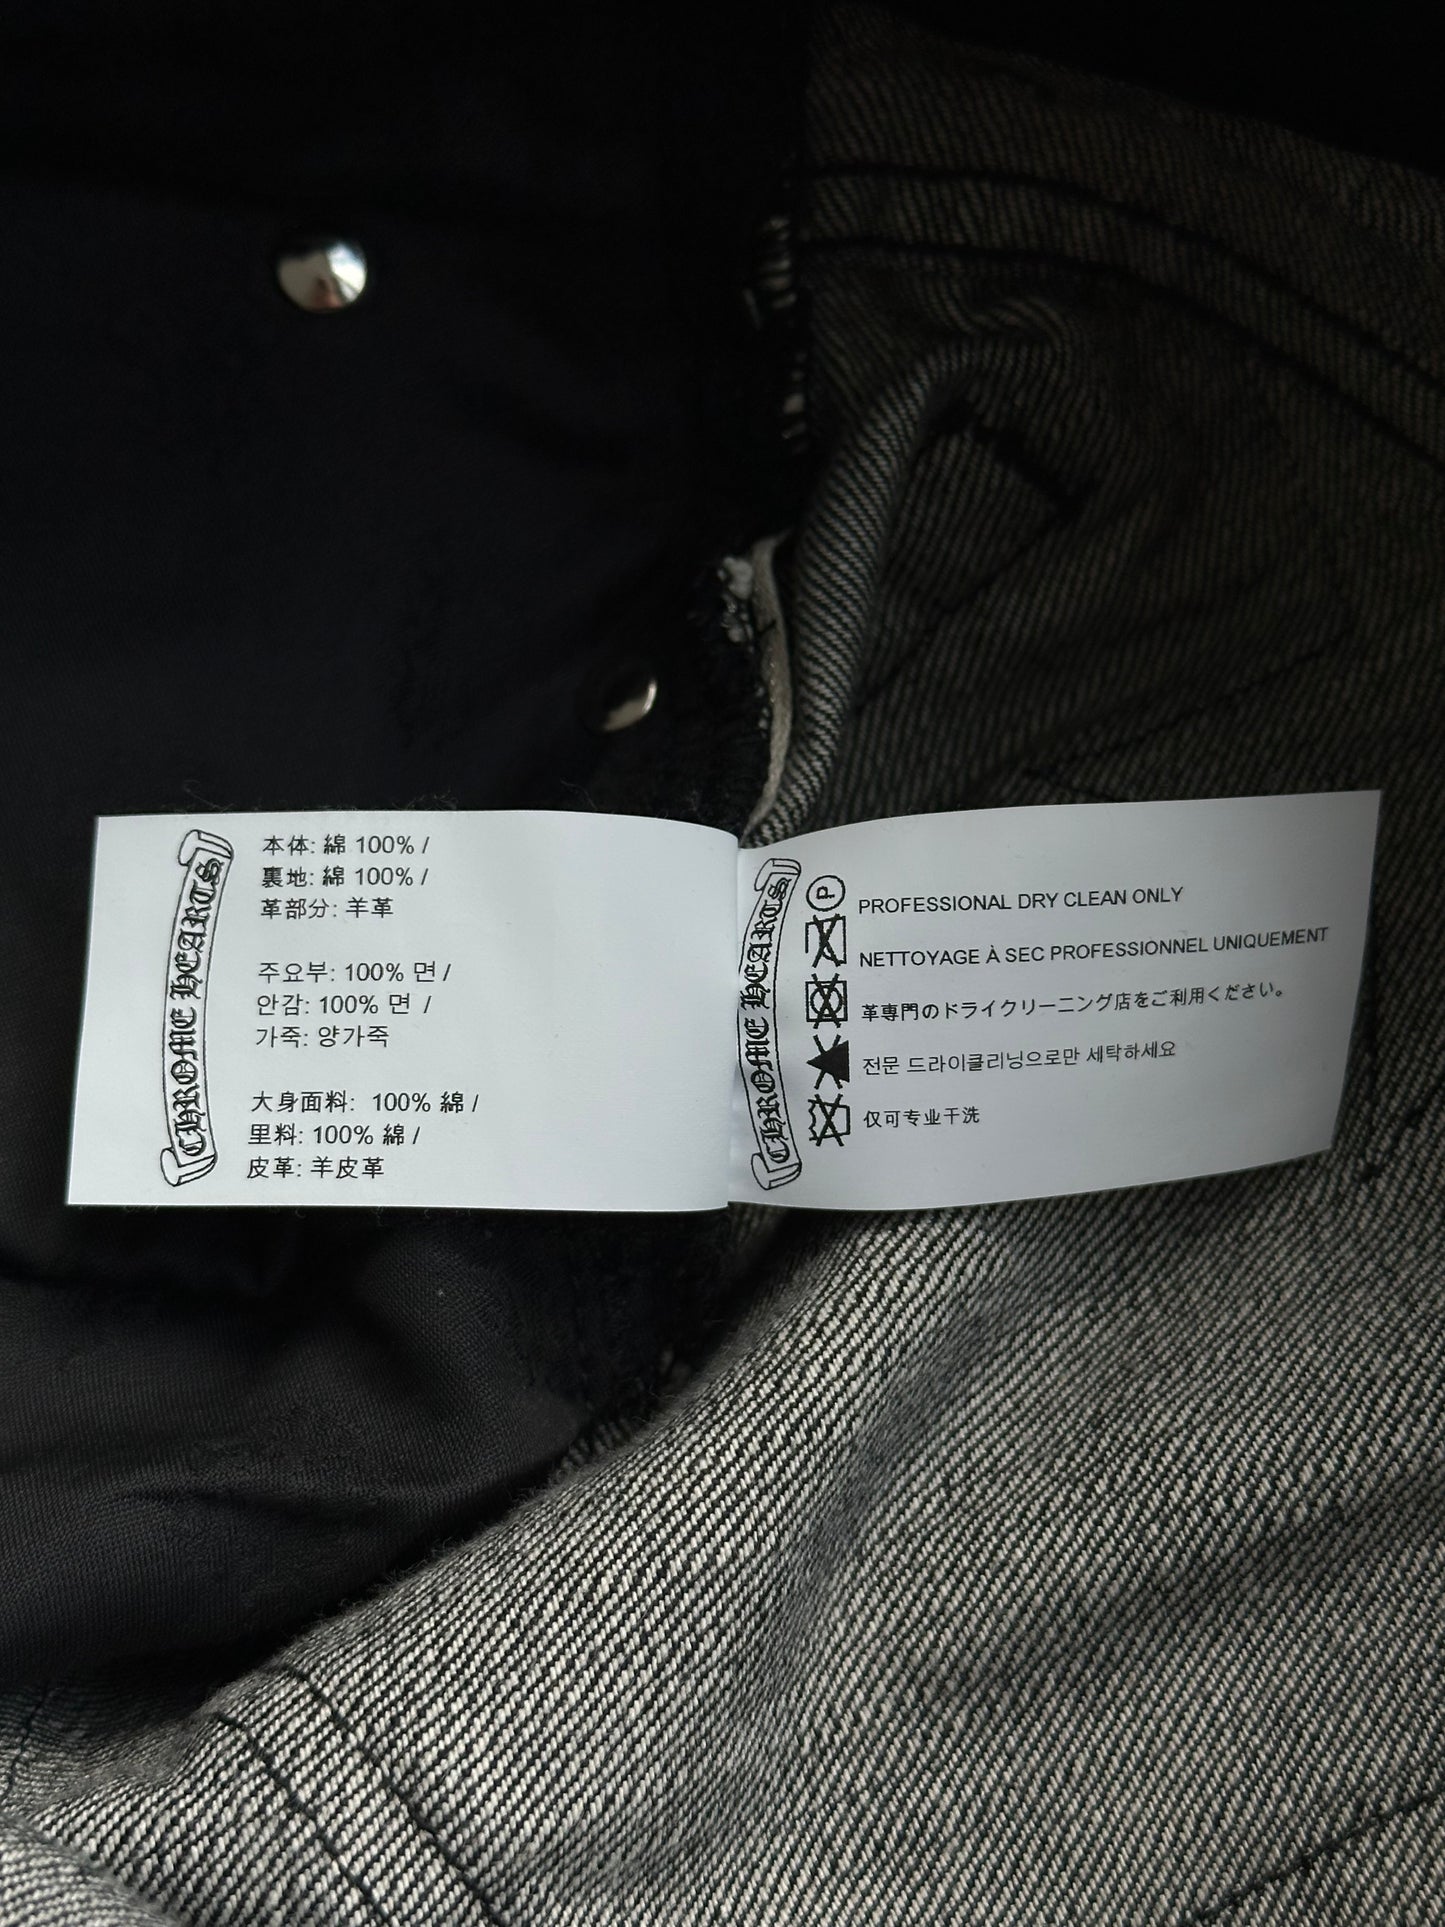 CHROME HEARTS
本体: 綿 100% /
裏地: 綿 100% /
革部分: 羊革
주요부: 100% 면 /
안감: 100% 면 /
가죽: 양가죽
大身面料: 100% 綿 /
里料: 100% 綿 /
皮革: 羊皮革
CHROME HEARTS
P
PROFESSIONAL DRY CLEAN ONLY
NETTOYAGE À SEC PROFESSIONNEL UNIQUEMENT
革専門のドライクリーニング店をご利用ください。
전문 드라이클리닝으로만 세탁하세요
仅可专业干洗